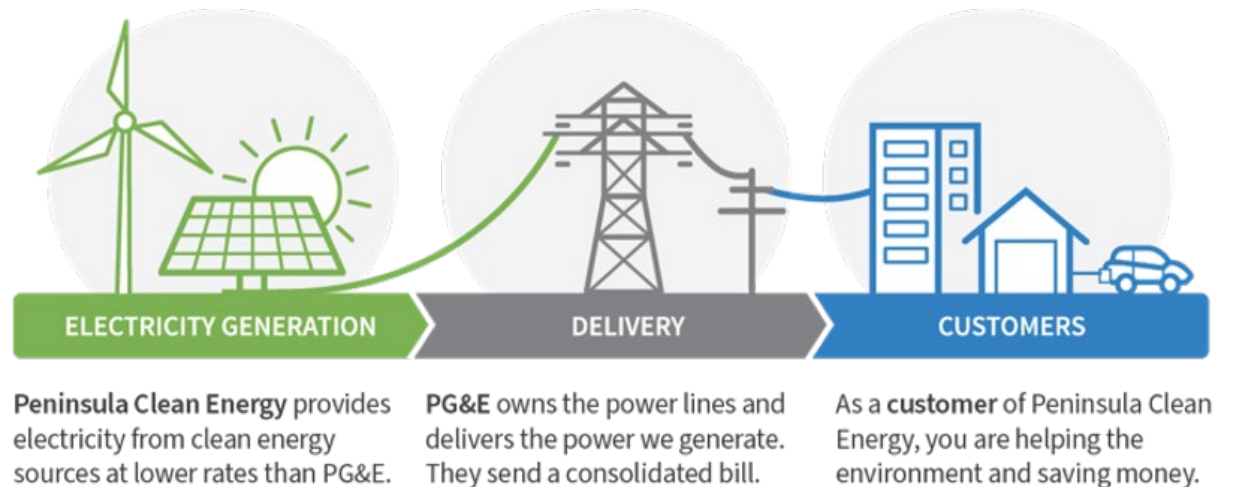 ELECTRICITY GENERATION
DELIVERY
CUSTOMERS
Peninsula Clean Energy provides
electricity from clean energy
sources at lower rates than PG&E.
PG&E owns the power lines and
delivers the power we generate.
They send a consolidated bill.
As a customer of Peninsula Clean
Energy, you are helping the
environment and saving money.